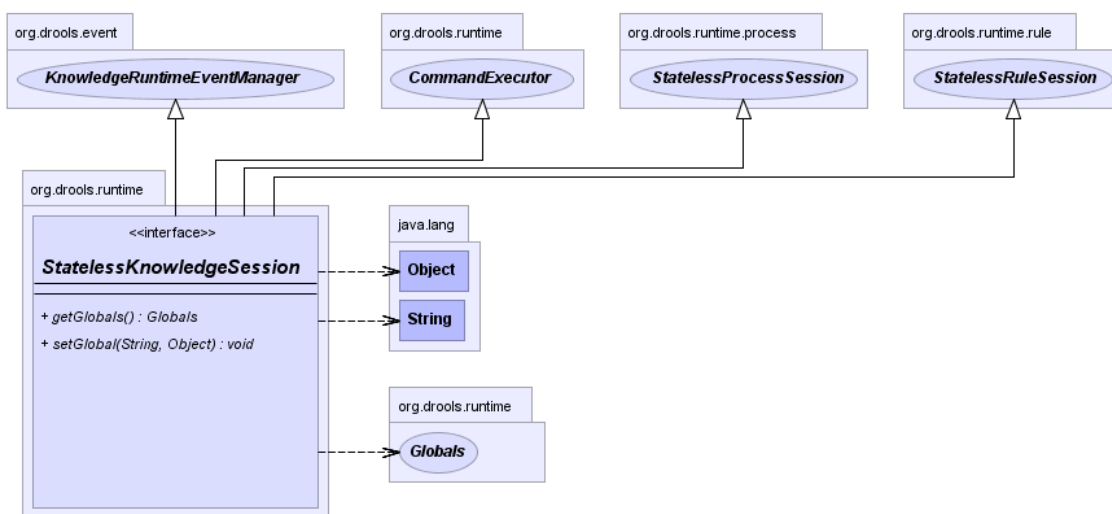 org.drools.event
KnowledgeRuntimeEventManager
org.drools.runtime
CommandExecutor
org.drools.runtime.process
StatelessProcessSession
org.drools.runtime.rule
StatelessRuleSession
org.drools.runtime
<<interface>>
StatelessKnowledgeSession
+ getGlobals() : Globals
+ setGlobal(String, Object) : void
java.lang
Object
String
org.drools.runtime
Globals